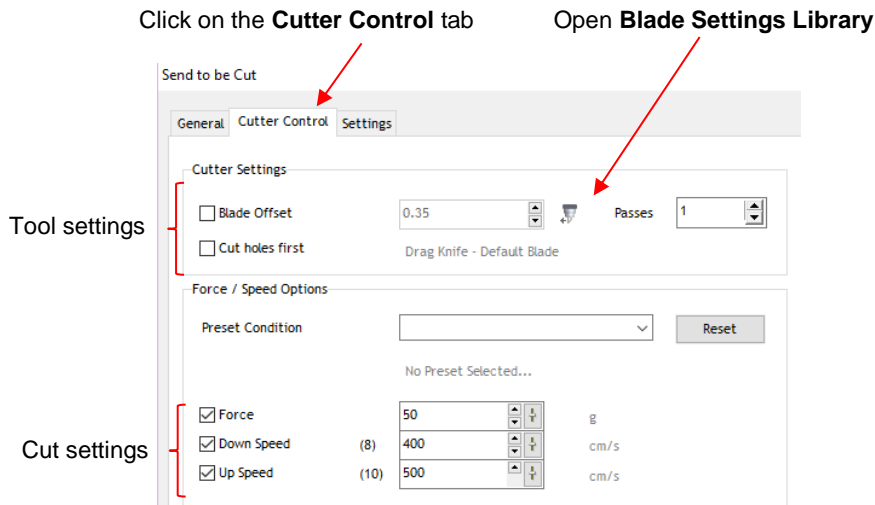 Click on the Cutter Control tab
Open Blade Settings Library
Send to be Cut
General Cutter Control Settings
Cutter Settings
Tool settings
Blade Offset 0.35 Passes 1
Cut holes first Drag Knife - Default Blade
Force / Speed Options
Preset Condition Reset
No Preset Selected...
Cut settings
Force 50 g
Down Speed (8) 400 cm/s
Up Speed (10) 500 cm/s